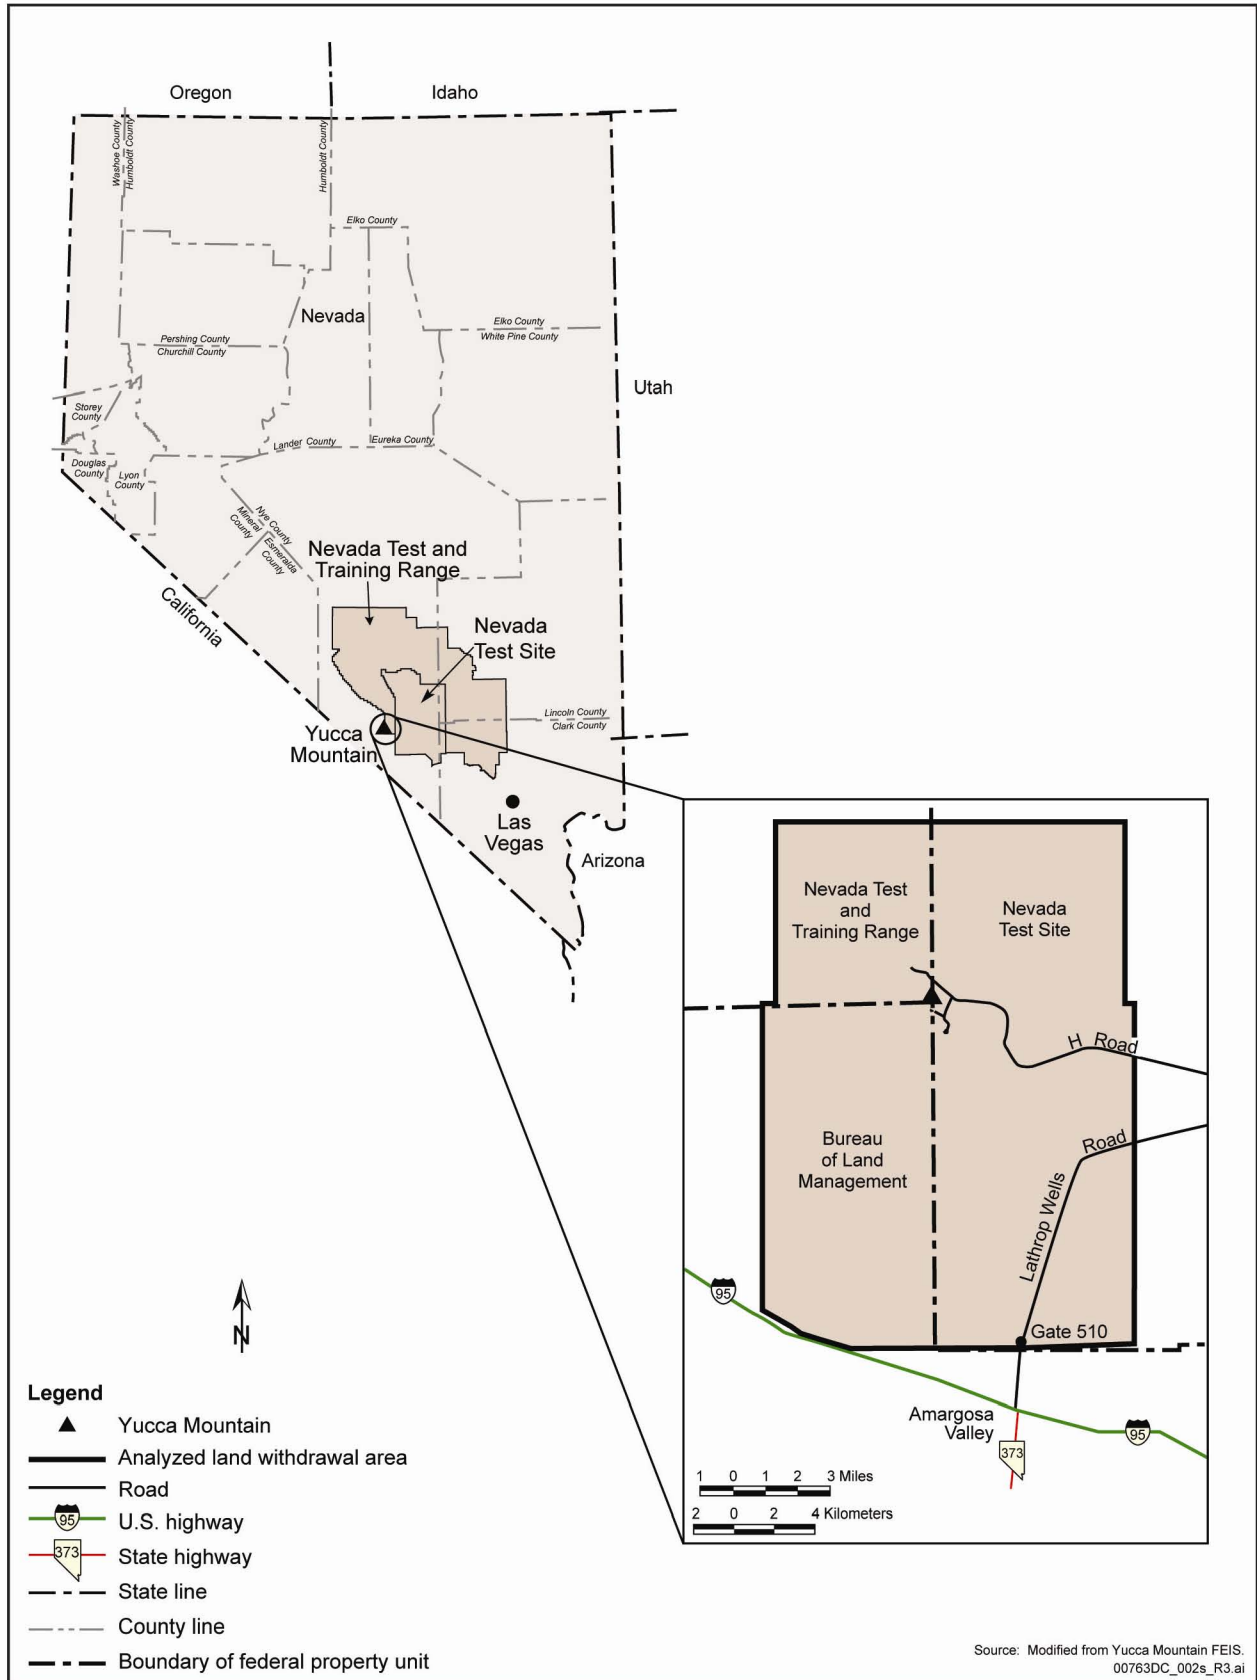 Oregon
Idaho
Washoe County
Humboldt County
Humboldt County
Elko County
Nevada
Elko County
White Pine County
Pershing County
Churchill County
Utah
Storey
County
Lander County
Eureka County
Douglas
County
Lyon
County
Nye County
Mineral
County
Esmeralda
County
Nevada Test and
Training Range
California
Nevada
Test Site
Lincoln County
Clark County
Yucca
Mountain
Las
Vegas
Arizona
Nevada Test
and
Training Range
Nevada
Test Site
H Road
Bureau
of Land
Management
Road
Lathrop Wells
95
Gate 510
Amargosa
Valley
95
373
1 0 1 2 3 Miles
2 0 2 4 Kilometers
N
Legend
Yucca Mountain
Analyzed land withdrawal area
Road
95 U.S. highway
373 State highway
State line
County line
Boundary of federal property unit
Source: Modified from Yucca Mountain FEIS.
00763DC_002s_R3.ai